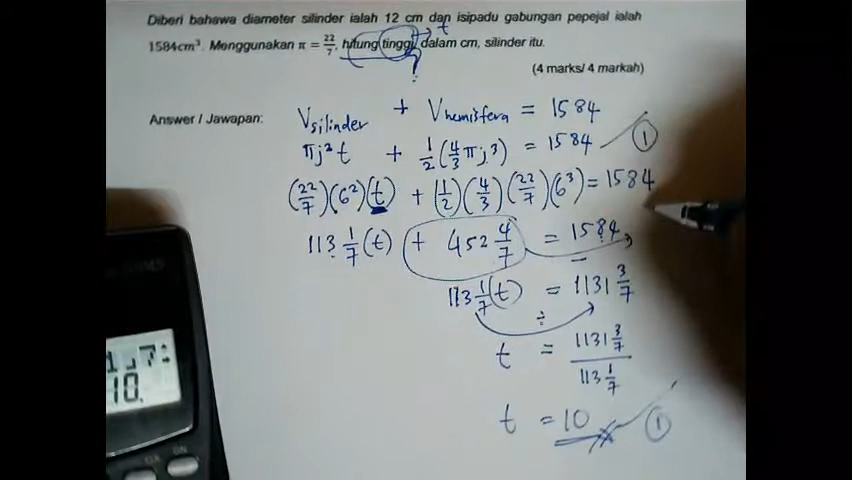 Diberi bahawa diameter silinder ialah 12 cm dan isipadu gabungan pepejal ialah
1584cm³. Menggunakan π = 22/7, hitung tinggi, dalam cm, silinder itu. t
(4 marks/ 4 markah)
Answer / Jawapan:
V silinder + V hemisfera = 1584
πj²t + 1/2 (4/3 πj³) = 1584 ①
(22/7)(6²)(t) + (1/2)(4/3)(22/7)(6³) = 1584
113 1/7 (t) + 452 4/7 = 1584
113 1/7 (t) = 1131 3/7
÷
t = 1131 3/7 / 113 1/7
t = 10 ①
10.